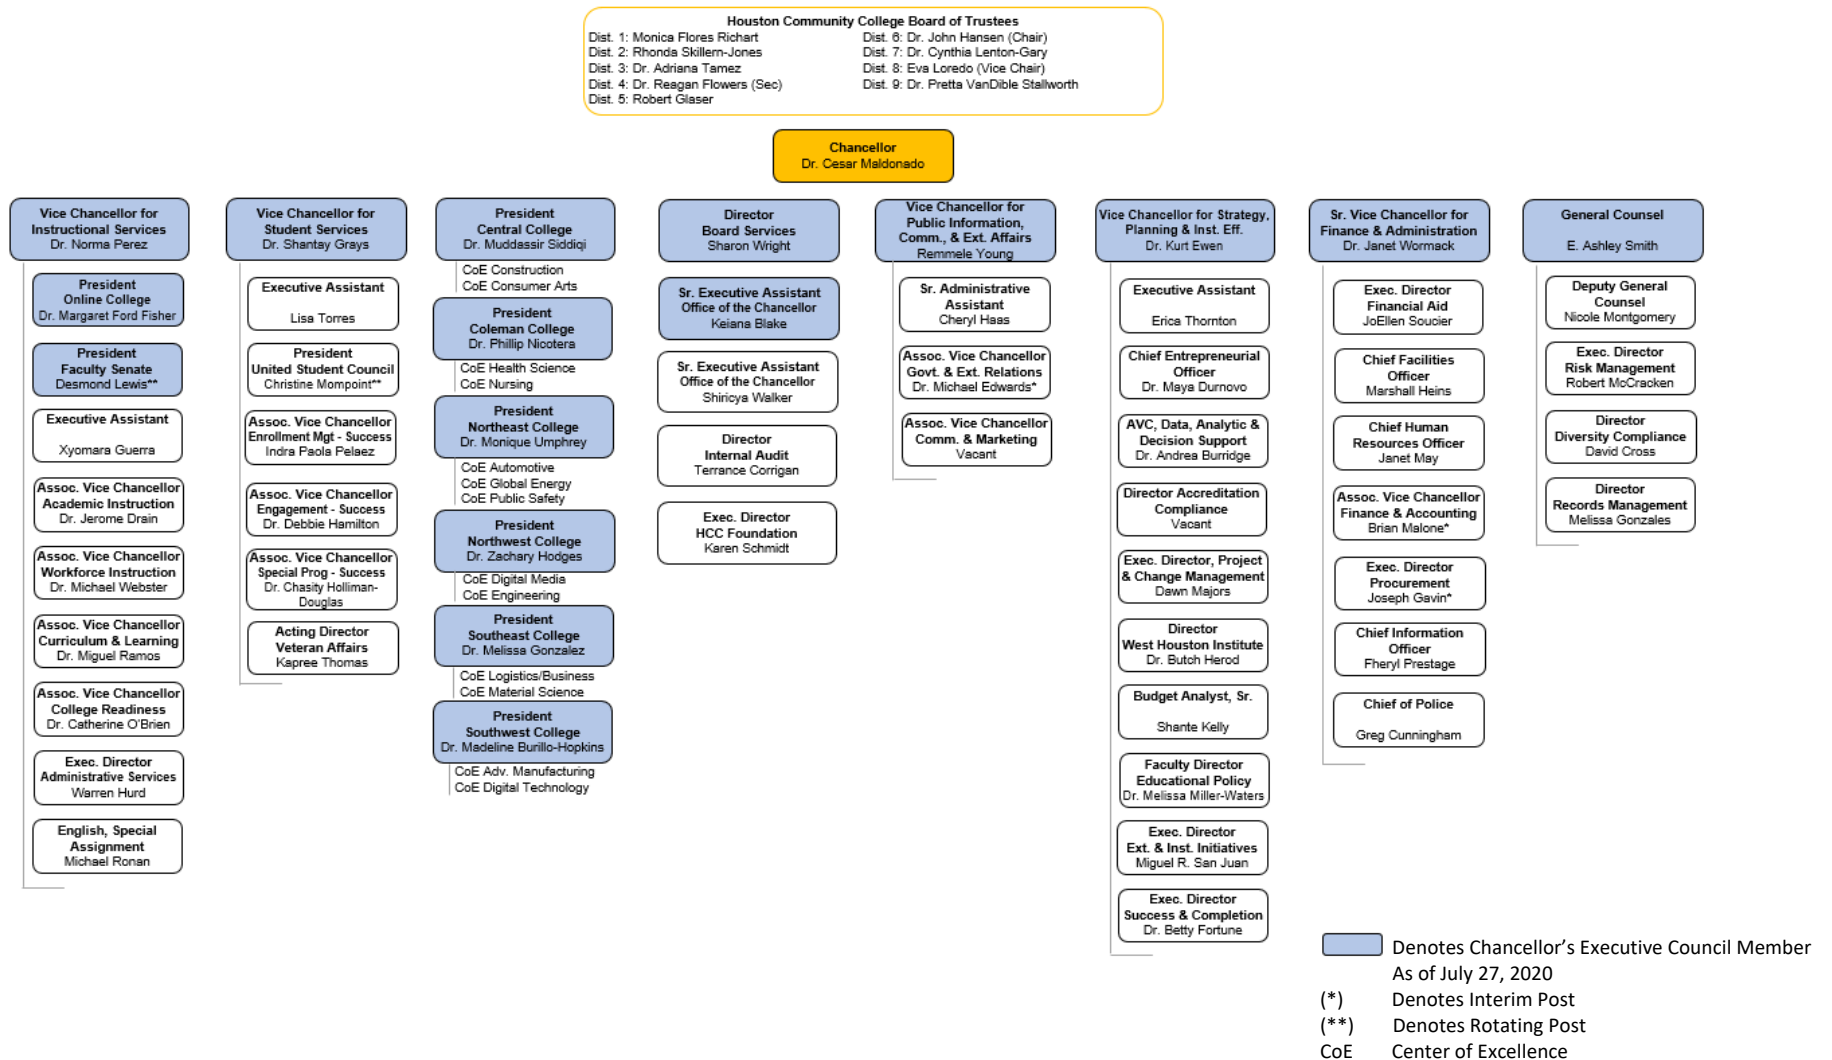 Houston Community College Board of Trustees
Dist. 1: Monica Flores Richart
Dist. 2: Rhonda Skillern-Jones
Dist. 3: Dr. Adriana Tamez
Dist. 4: Dr. Reagan Flowers (Sec)
Dist. 5: Robert Glaser
Dist. 6: Dr. John Hansen (Chair)
Dist. 7: Dr. Cynthia Lenton-Gary
Dist. 8: Eva Loredo (Vice Chair)
Dist. 9: Dr. Pretta VanDible Stallworth
Chancellor
Dr. Cesar Maldonado
Vice Chancellor for
Instructional Services
Dr. Norma Perez
President
Online College
Dr. Margaret Ford Fisher
President
Faculty Senate
Desmond Lewis**
Executive Assistant
Xyomara Guerra
Assoc. Vice Chancellor
Academic Instruction
Dr. Jerome Drain
Assoc. Vice Chancellor
Workforce Instruction
Dr. Michael Webster
Assoc. Vice Chancellor
Curriculum & Learning
Dr. Miguel Ramos
Assoc. Vice Chancellor
College Readiness
Dr. Catherine O'Brien
Exec. Director
Administrative Services
Warren Hurd
English, Special
Assignment
Michael Ronan
Vice Chancellor for
Student Services
Dr. Shantay Grays
Executive Assistant
Lisa Torres
President
United Student Council
Christine Mompoint**
Assoc. Vice Chancellor
Enrollment Mgt - Success
Indra Paola Pelaez
Assoc. Vice Chancellor
Engagement - Success
Dr. Debbie Hamilton
Assoc. Vice Chancellor
Special Prog - Success
Dr. Chasity Holliman-
Douglas
Acting Director
Veteran Affairs
Kapree Thomas
President
Central College
Dr. Muddassir Siddiqi
CoE Construction
CoE Consumer Arts
President
Coleman College
Dr. Phillip Nicotera
CoE Health Science
CoE Nursing
President
Northeast College
Dr. Monique Umphrey
CoE Automotive
CoE Global Energy
CoE Public Safety
President
Northwest College
Dr. Zachary Hodges
CoE Digital Media
CoE Engineering
President
Southeast College
Dr. Melissa Gonzalez
CoE Logistics/Business
CoE Material Science
President
Southwest College
Dr. Madeline Burillo-Hopkins
CoE Adv. Manufacturing
CoE Digital Technology
Director
Board Services
Sharon Wright
Sr. Executive Assistant
Office of the Chancellor
Keiana Blake
Sr. Executive Assistant
Office of the Chancellor
Shiricya Walker
Director
Internal Audit
Terrance Corrigan
Exec. Director
HCC Foundation
Karen Schmidt
Vice Chancellor for
Public Information,
Comm., & Ext. Affairs
Remmele Young
Sr. Administrative
Assistant
Cheryl Haas
Assoc. Vice Chancellor
Govt. & Ext. Relations
Dr. Michael Edwards*
Assoc. Vice Chancellor
Comm. & Marketing
Vacant
Vice Chancellor for Strategy,
Planning & Inst. Eff.
Dr. Kurt Ewen
Executive Assistant
Erica Thornton
Chief Entrepreneurial
Officer
Dr. Maya Durnovo
AVC, Data, Analytic &
Decision Support
Dr. Andrea Burridge
Director Accreditation
Compliance
Vacant
Exec. Director, Project
& Change Management
Dawn Majors
Director
West Houston Institute
Dr. Butch Herod
Budget Analyst, Sr.
Shante Kelly
Faculty Director
Educational Policy
Dr. Melissa Miller-Waters
Exec. Director
Ext. & Inst. Initiatives
Miguel R. San Juan
Exec. Director
Success & Completion
Dr. Betty Fortune
Sr. Vice Chancellor for
Finance & Administration
Dr. Janet Wormack
Exec. Director
Financial Aid
JoEllen Soucier
Chief Facilities
Officer
Marshall Heins
Chief Human
Resources Officer
Janet May
Assoc. Vice Chancellor
Finance & Accounting
Brian Malone*
Exec. Director
Procurement
Joseph Gavin*
Chief Information
Officer
Fheryl Prestage
Chief of Police
Greg Cunningham
General Counsel
E. Ashley Smith
Deputy General
Counsel
Nicole Montgomery
Exec. Director
Risk Management
Robert McCracken
Director
Diversity Compliance
David Cross
Director
Records Management
Melissa Gonzales
Denotes Chancellor's Executive Council Member
As of July 27, 2020
(*) Denotes Interim Post
(**) Denotes Rotating Post
CoE Center of Excellence